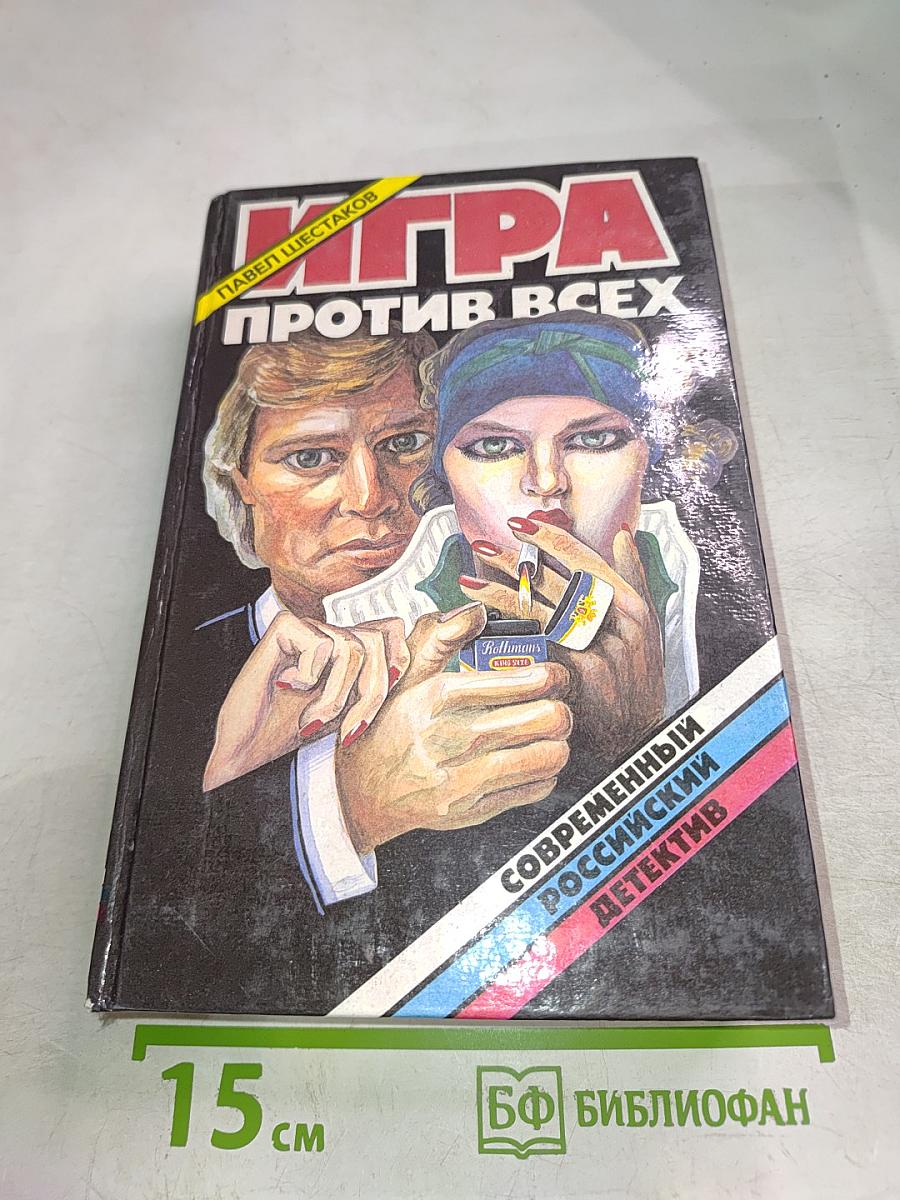 ПАВЕЛ ШЕСТАКОВ
ИГРА
ПРОТИВ ВСЕХ
Rothmans
KING SIZE
СОВРЕМЕННЫЙ
РОССИЙСКИЙ
ДЕТЕКТИВ
15 см
БФ БИБЛИОФАН